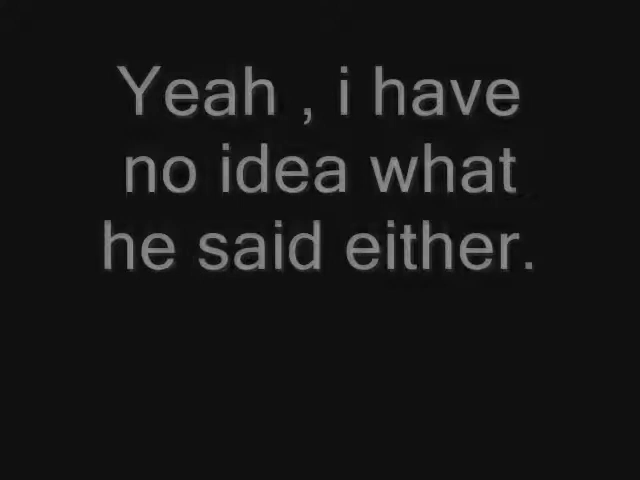 Yeah , i have
no idea what
he said either.